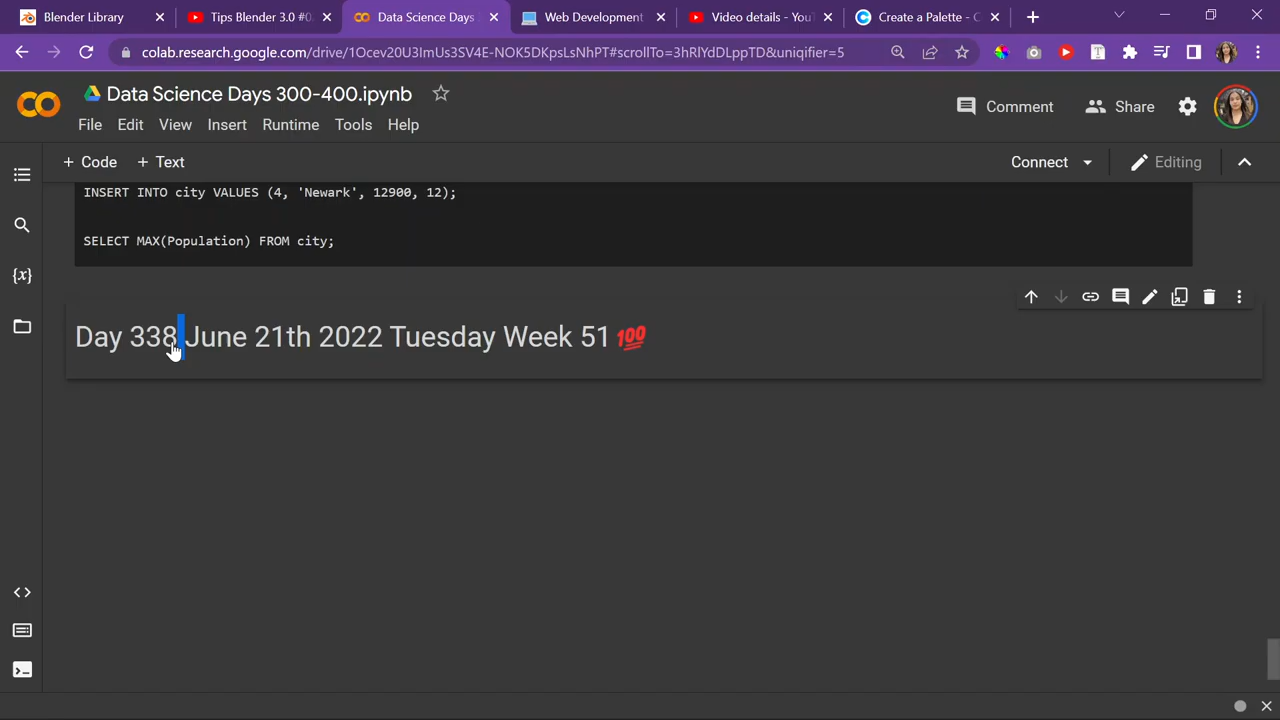 Blender Library
Tips Blender 3.0 #0.
Data Science Days
Web Development
Video details - YouT
Create a Palette - C
colab.research.google.com/drive/1Ocev20U3ImUs3SV4E-NOK5DKpsLsNhPT#scrollTo=3hRlYdDLppTD&uniqifier=5
Data Science Days 300-400.ipynb
Comment
Share
File Edit View Insert Runtime Tools Help
+ Code + Text
Connect
Editing
INSERT INTO city VALUES (4, 'Newark', 12900, 12);
SELECT MAX(Population) FROM city;
{x}
Day 338 June 21th 2022 Tuesday Week 51 💯